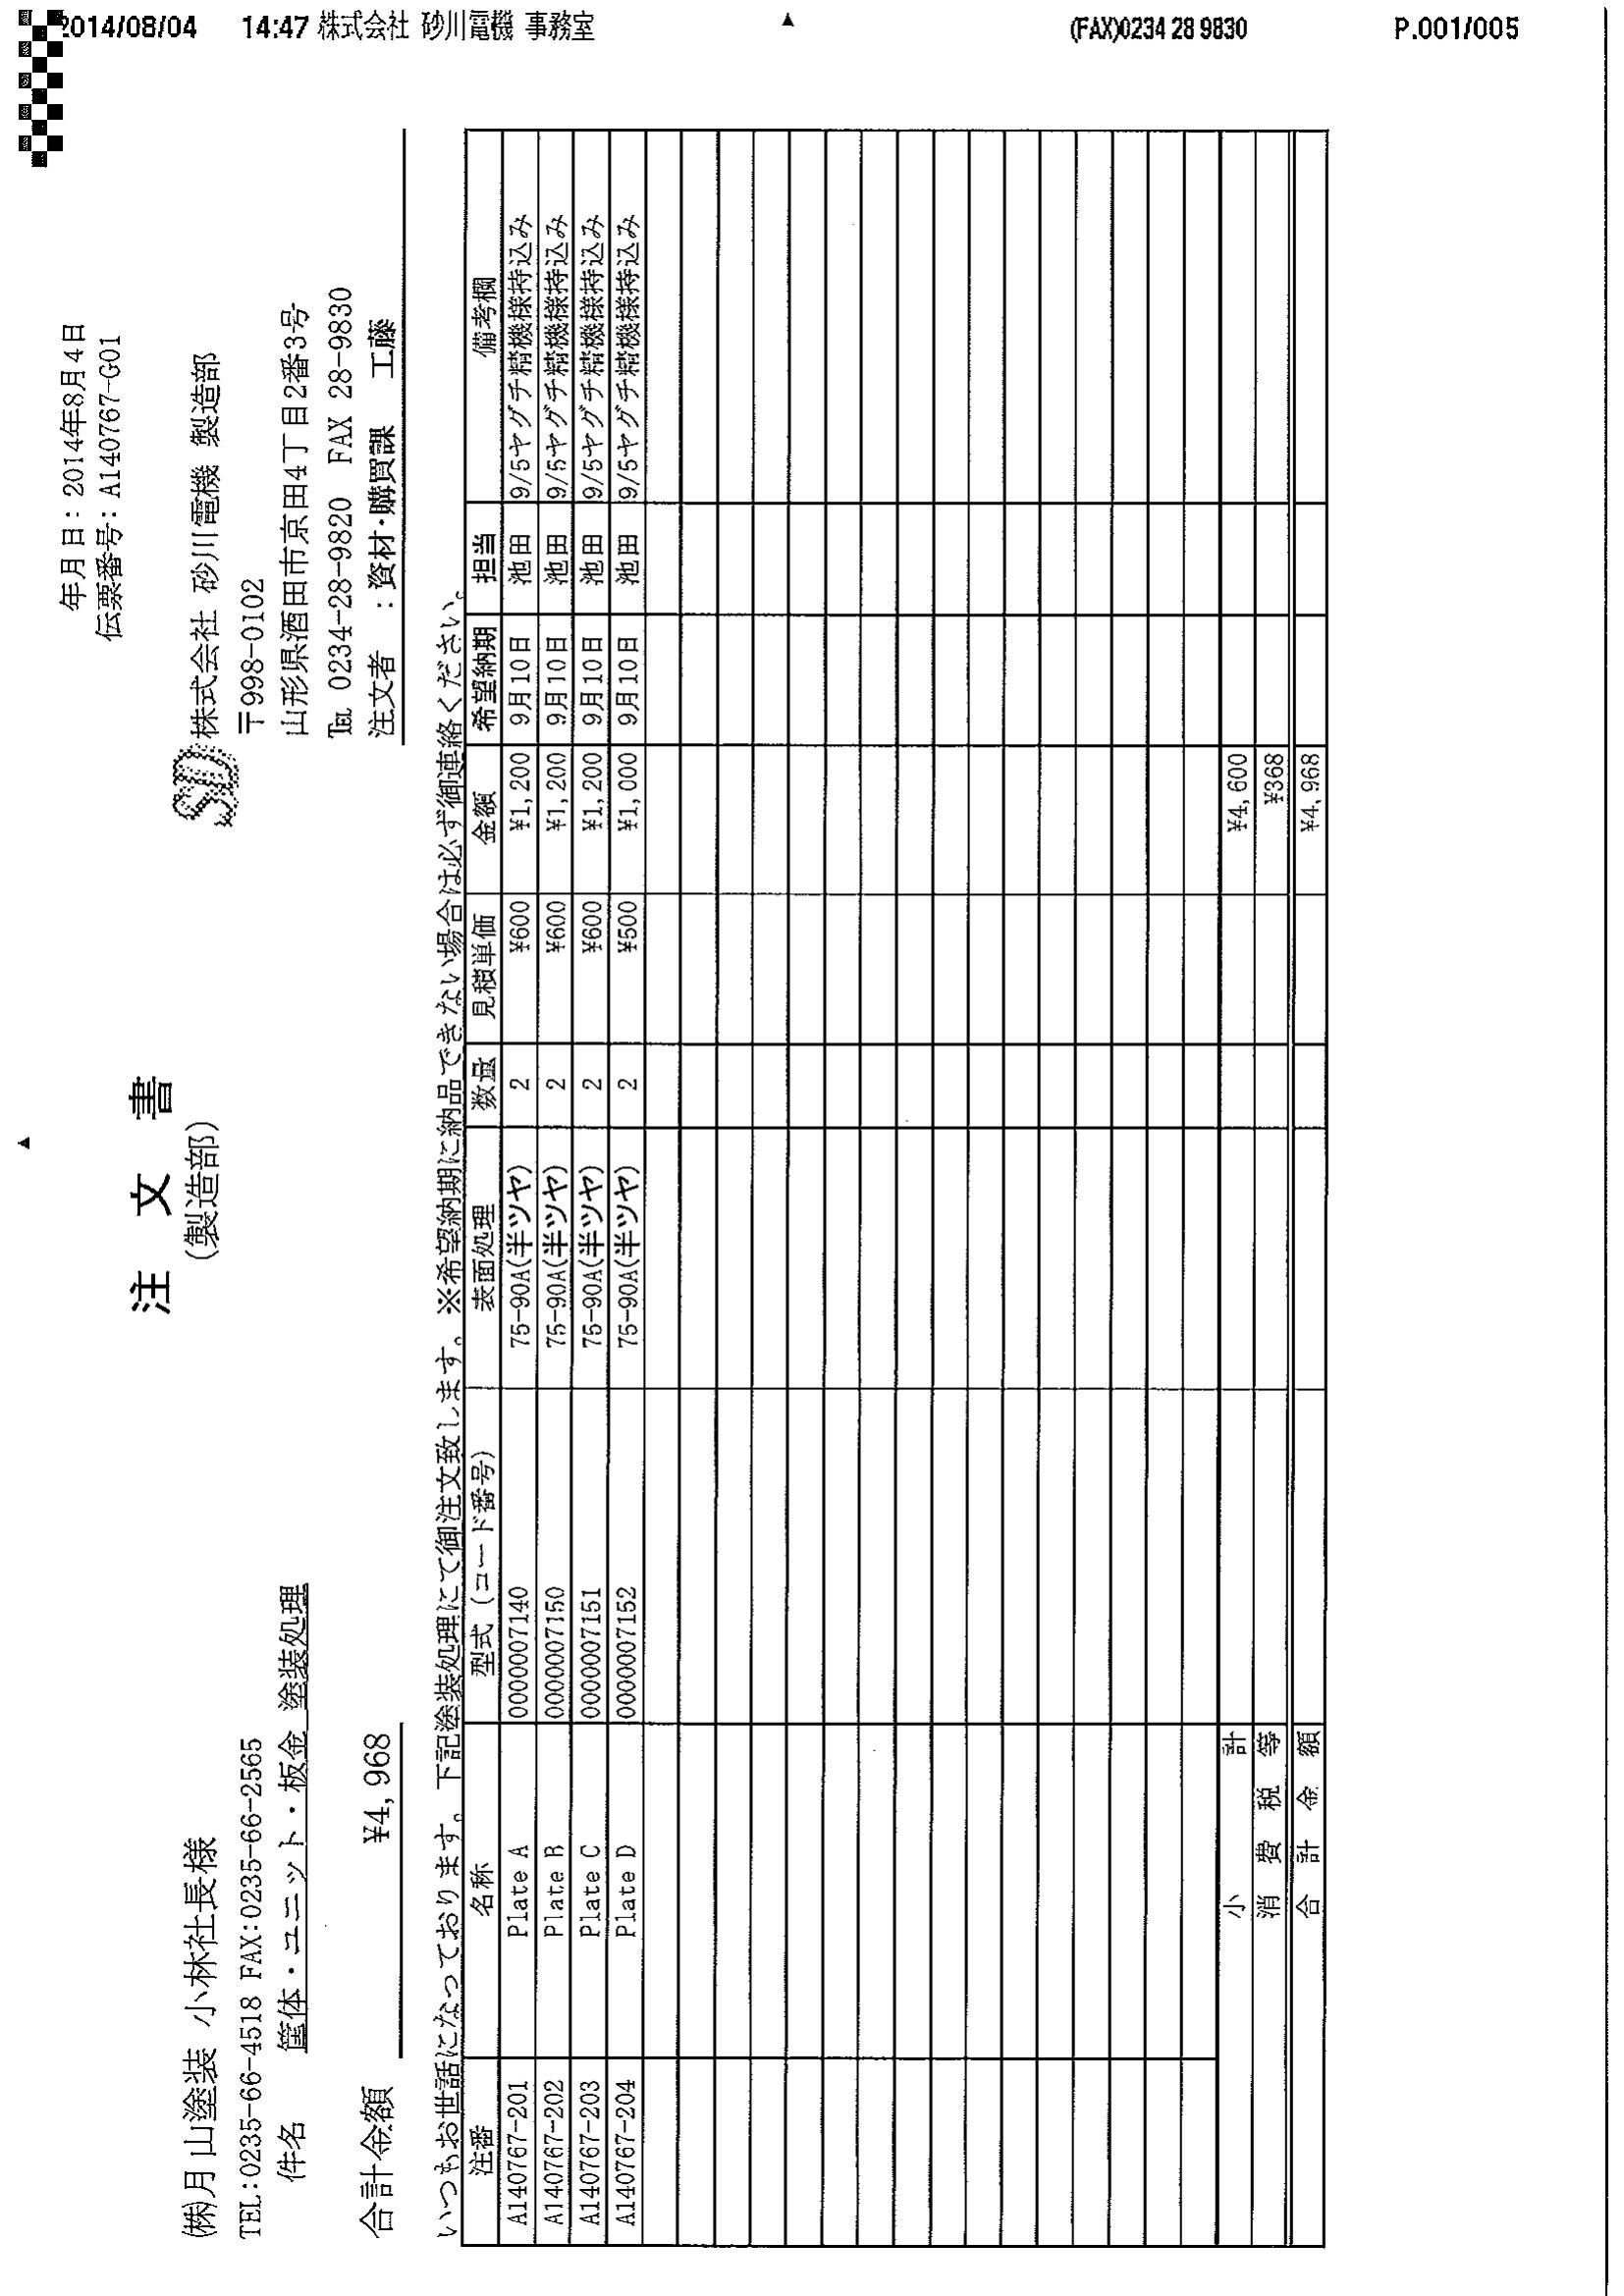 2014/08/04 14:47 株式会社 砂川電機 事務室 (FAX)0234 28 9830 P.001/005
年月日：2014年8月4日
伝票番号：A140767-G01
注 文 書
(製造部)
㈱月山塗装 小林社長様
TEL:0235-66-4518 FAX:0235-66-2565
件名 筐体・ユニット・板金 塗装処理
合計金額 ¥4,968
SD 株式会社 砂川電機 製造部
〒998-0102
山形県酒田市京田4丁目2番3号
℡ 0234-28-9820 FAX 28-9830
注文者 ：資材・購買課 工藤
いつもお世話になっております。下記塗装処理にて御注文致します。※希望納期に納品できない場合は必ず御連絡ください。
注番 名称 型式（コード番号） 表面処理 数量 見積単価 金額 希望納期 担当 備考欄
A140767-201 Plate A 0000007140 75-90A(半ツヤ) 2 ¥600 ¥1,200 9月10日 池田 9/5ヤグチ精機様持込み
A140767-202 Plate B 0000007150 75-90A(半ツヤ) 2 ¥600 ¥1,200 9月10日 池田 9/5ヤグチ精機様持込み
A140767-203 Plate C 0000007151 75-90A(半ツヤ) 2 ¥600 ¥1,200 9月10日 池田 9/5ヤグチ精機様持込み
A140767-204 Plate D 0000007152 75-90A(半ツヤ) 2 ¥500 ¥1,000 9月10日 池田 9/5ヤグチ精機様持込み
小 計 ¥4,600
消 費 税 等 ¥368
合 計 金 額 ¥4,968